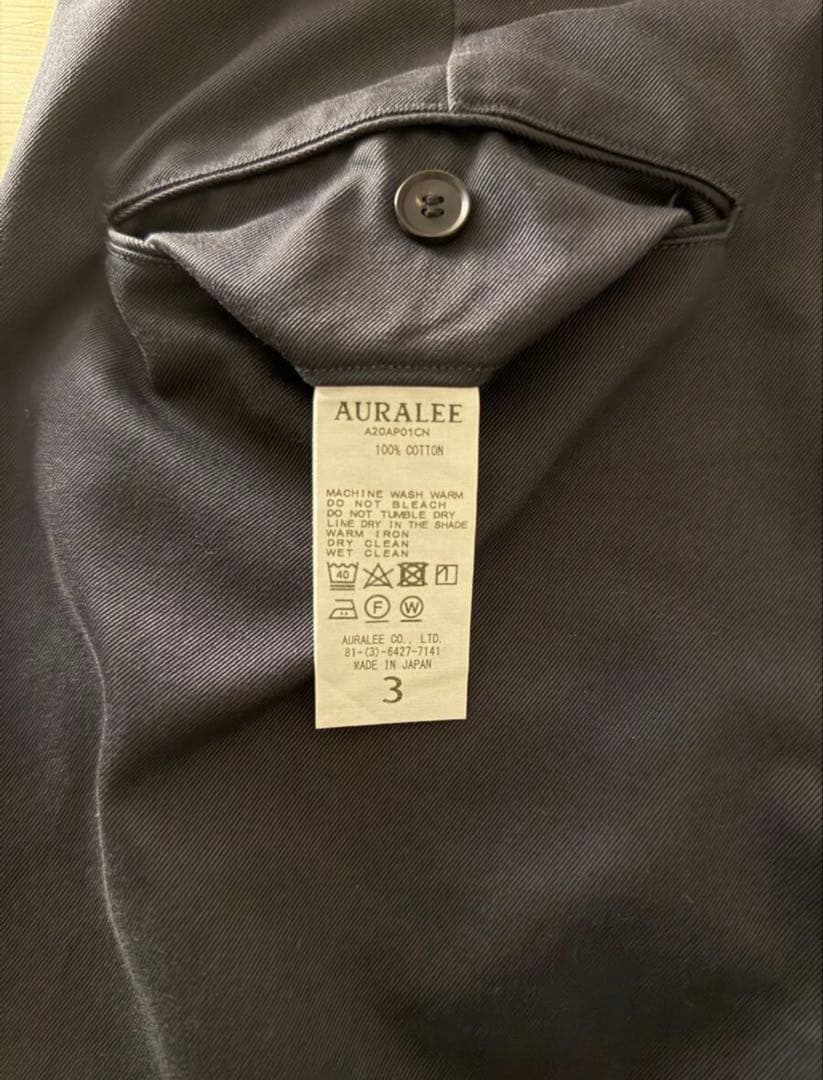 AURALEE
A20AP01CN
100% COTTON
MACHINE WASH WARM
DO NOT BLEACH
DO NOT TUMBLE DRY
LINE DRY IN THE SHADE
WARM IRON
DRY CLEAN
WET CLEAN
40
F W
AURALEE CO., LTD.
81-(3)-6427-7141
MADE IN JAPAN
3